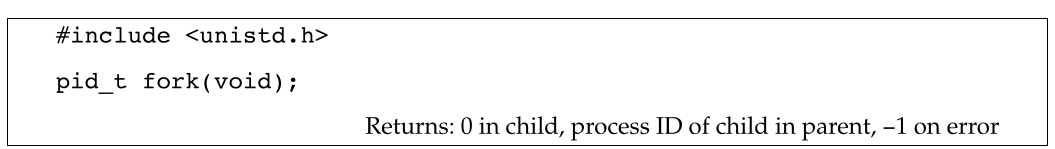 #include <unistd.h>
pid_t fork(void);
Returns: 0 in child, process ID of child in parent, –1 on error